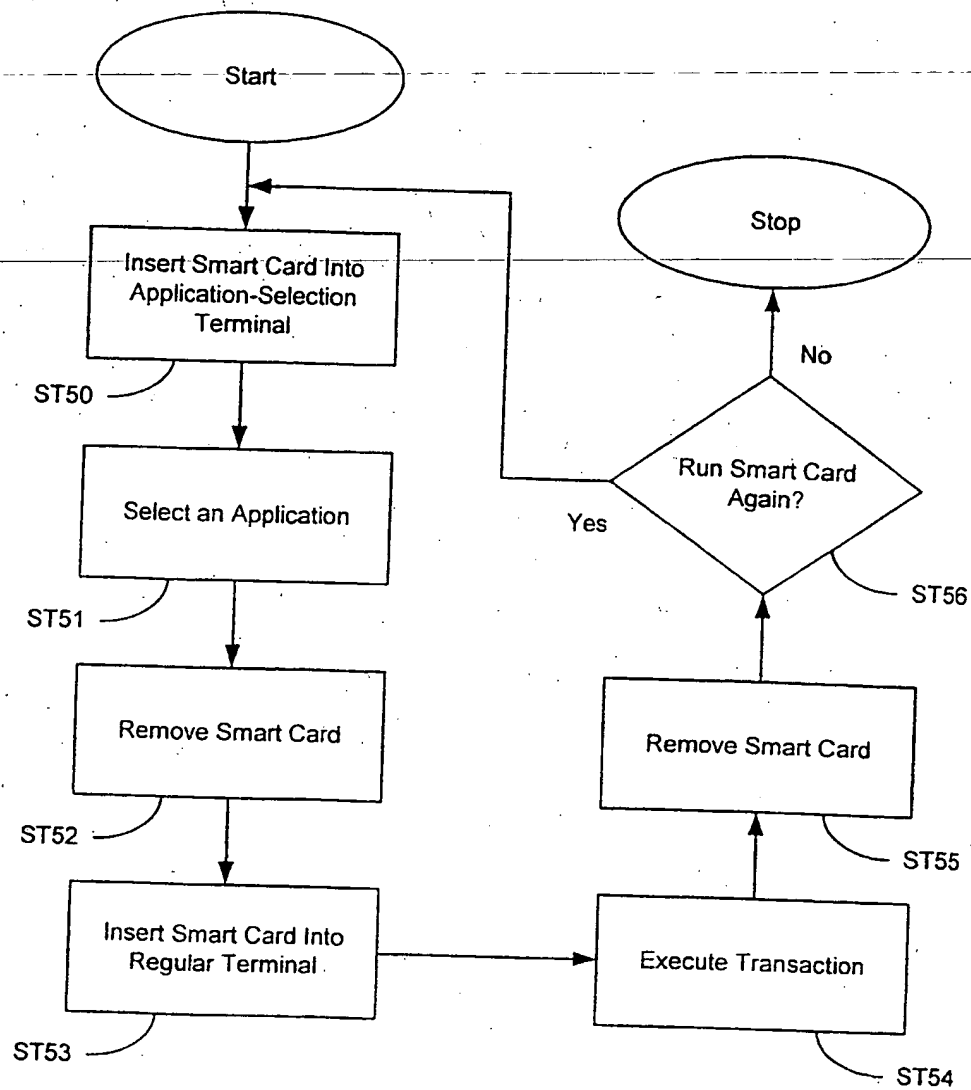 Start
Insert Smart Card Into
Application-Selection
Terminal
ST50
Select an Application
ST51
Remove Smart Card
ST52
Insert Smart Card Into
Regular Terminal
ST53
Execute Transaction
ST54
Remove Smart Card
ST55
Run Smart Card
Again?
ST56
Yes
No
Stop